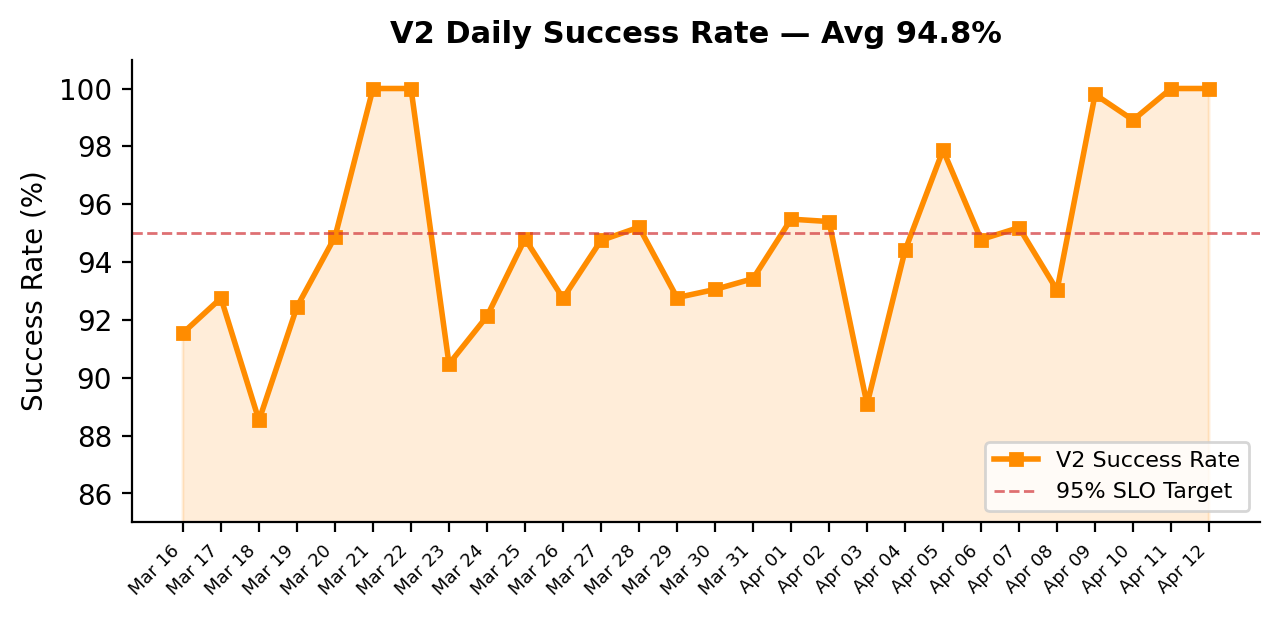 V2 Daily Success Rate — Avg 94.8%
Success Rate (%)
100
98
96
94
92
90
88
86
V2 Success Rate
95% SLO Target
Mar 16
Mar 17
Mar 18
Mar 19
Mar 20
Mar 21
Mar 22
Mar 23
Mar 24
Mar 25
Mar 26
Mar 27
Mar 28
Mar 29
Mar 30
Mar 31
Apr 01
Apr 02
Apr 03
Apr 04
Apr 05
Apr 06
Apr 07
Apr 08
Apr 09
Apr 10
Apr 11
Apr 12